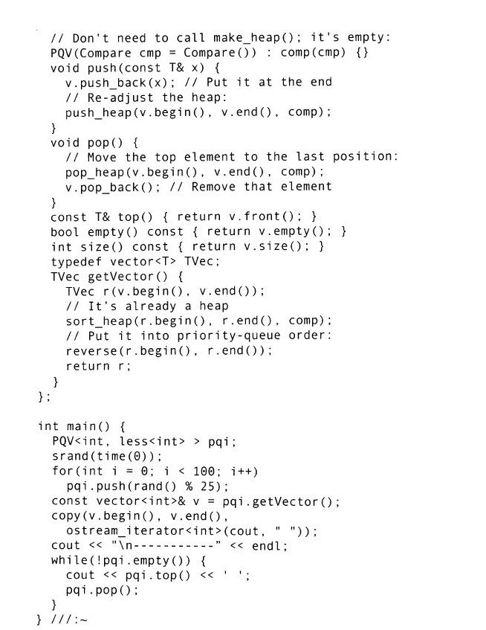 // Don't need to call make_heap(); it's empty:
PQV(Compare cmp = Compare()) : comp(cmp) {}
void push(const T& x) {
v.push_back(x); // Put it at the end
// Re-adjust the heap:
push_heap(v.begin(), v.end(), comp);
}
void pop() {
// Move the top element to the last position:
pop_heap(v.begin(), v.end(), comp);
v.pop_back(); // Remove that element
}
const T& top() { return v.front(); }
bool empty() const { return v.empty(); }
int size() const { return v.size(); }
typedef vector<T> TVec;
TVec getVector() {
TVec r(v.begin(), v.end());
// It's already a heap
sort_heap(r.begin(), r.end(), comp);
// Put it into priority-queue order:
reverse(r.begin(), r.end());
return r;
}
};
int main() {
PQV<int, less<int> > pqi;
srand(time(0));
for(int i = 0; i < 100; i++)
pqi.push(rand() % 25);
const vector<int>& v = pqi.getVector();
copy(v.begin(), v.end(),
ostream_iterator<int>(cout, " "));
cout << "\n-----------" << endl;
while(!pqi.empty()) {
cout << pqi.top() << ' ';
pqi.pop();
}
} ///:~